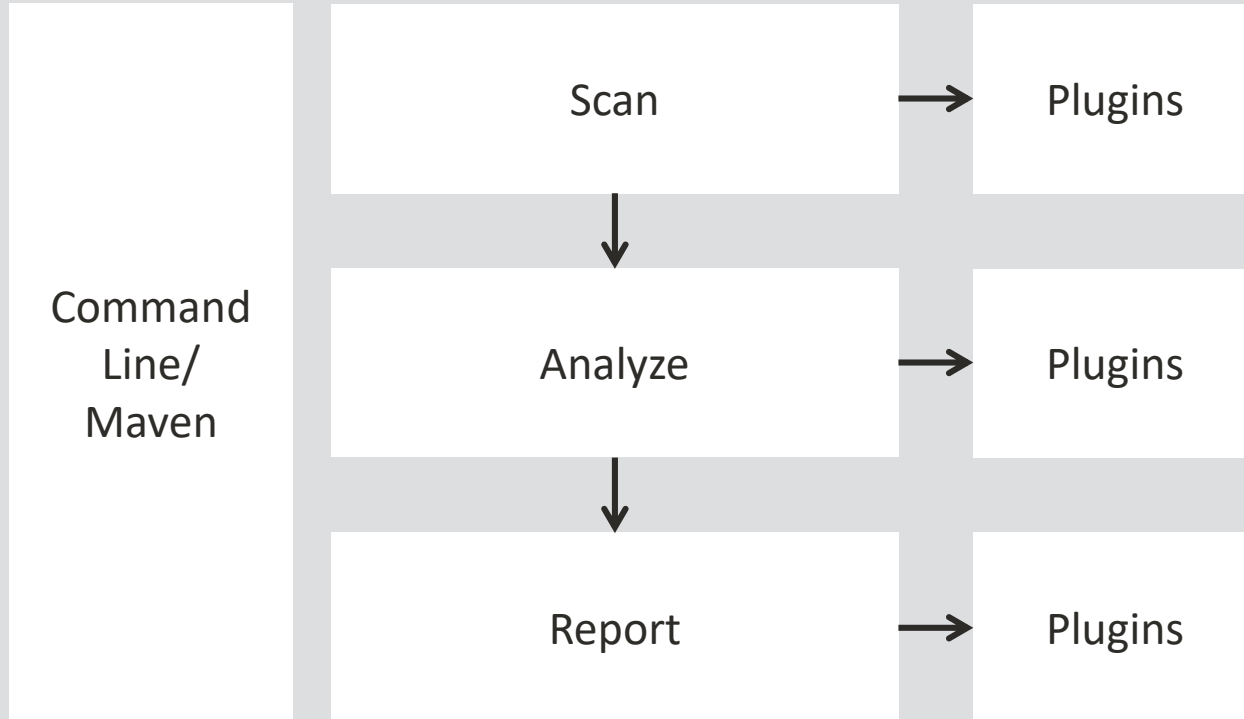 Command
Line/
Maven
Scan
Plugins
Analyze
Plugins
Report
Plugins